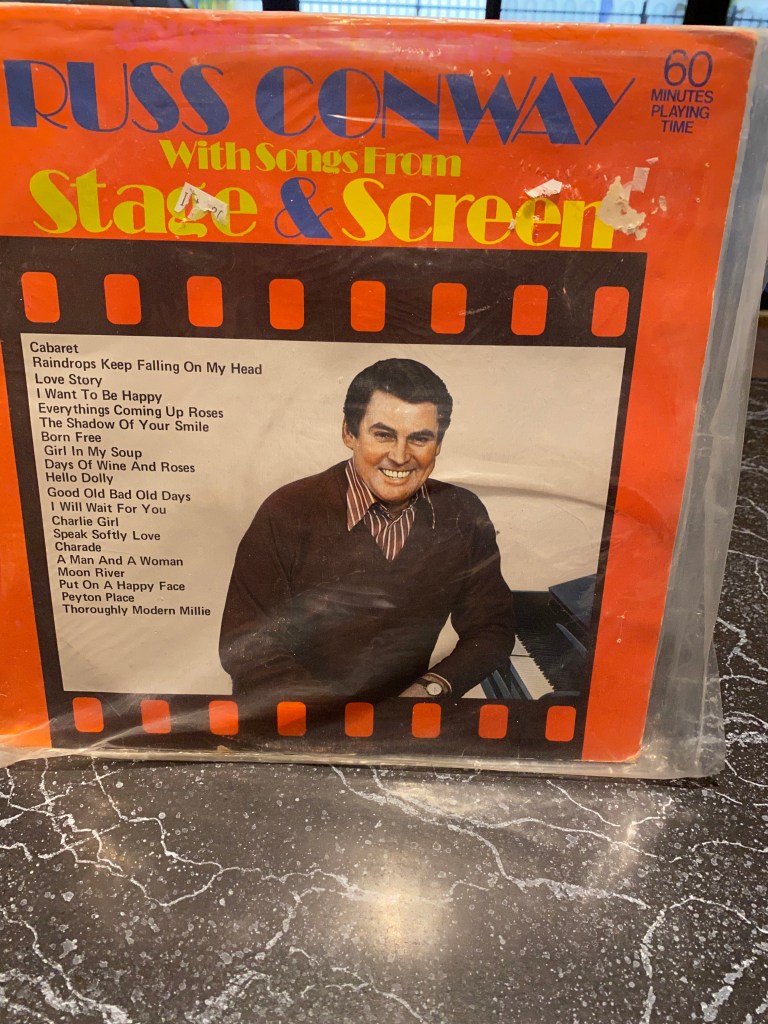 RUSS CONWAY
60
MINUTES
PLAYING
TIME
With Songs From
Stage & Screen
Cabaret
Raindrops Keep Falling On My Head
Love Story
I Want To Be Happy
Everythings Coming Up Roses
The Shadow Of Your Smile
Born Free
Girl In My Soup
Days Of Wine And Roses
Hello Dolly
Good Old Bad Old Days
I Will Wait For You
Charlie Girl
Speak Softly Love
Charade
A Man And A Woman
Moon River
Put On A Happy Face
Peyton Place
Thoroughly Modern Millie